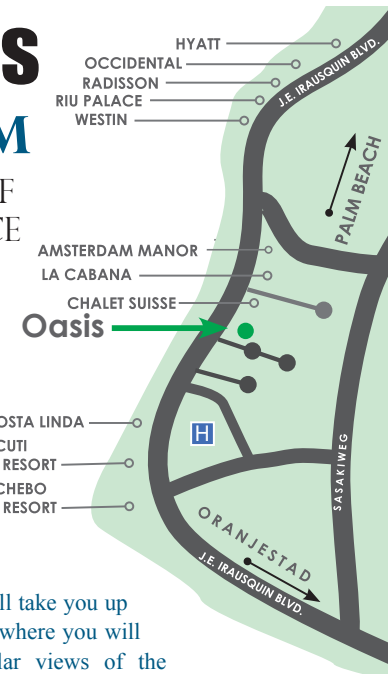 S
M
F
CE
HYATT
OCCIDENTAL
RADISSON
RIU PALACE
WESTIN
J.E. IRAUSQUIN BLVD.
PALM BEACH
AMSTERDAM MANOR
LA CABANA
CHALET SUISSE
Oasis
OSTA LINDA
H
CUTI
RESORT
CHEBO
RESORT
SASAKIWEG
ORANJESTAD
J.E. IRAUSQUIN BLVD.
ll take you up
where you will
lar views of the